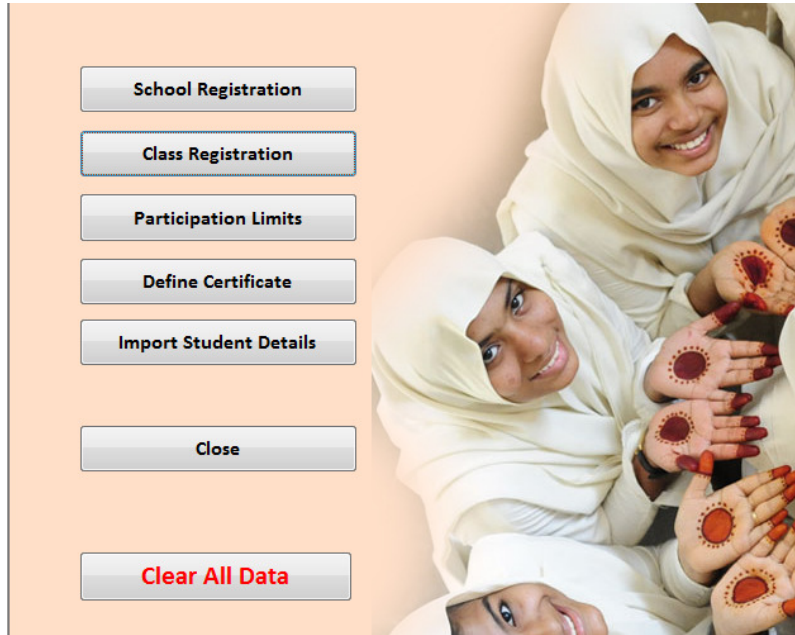 School Registration
Class Registration
Participation Limits
Define Certificate
Import Student Details
Close
Clear All Data